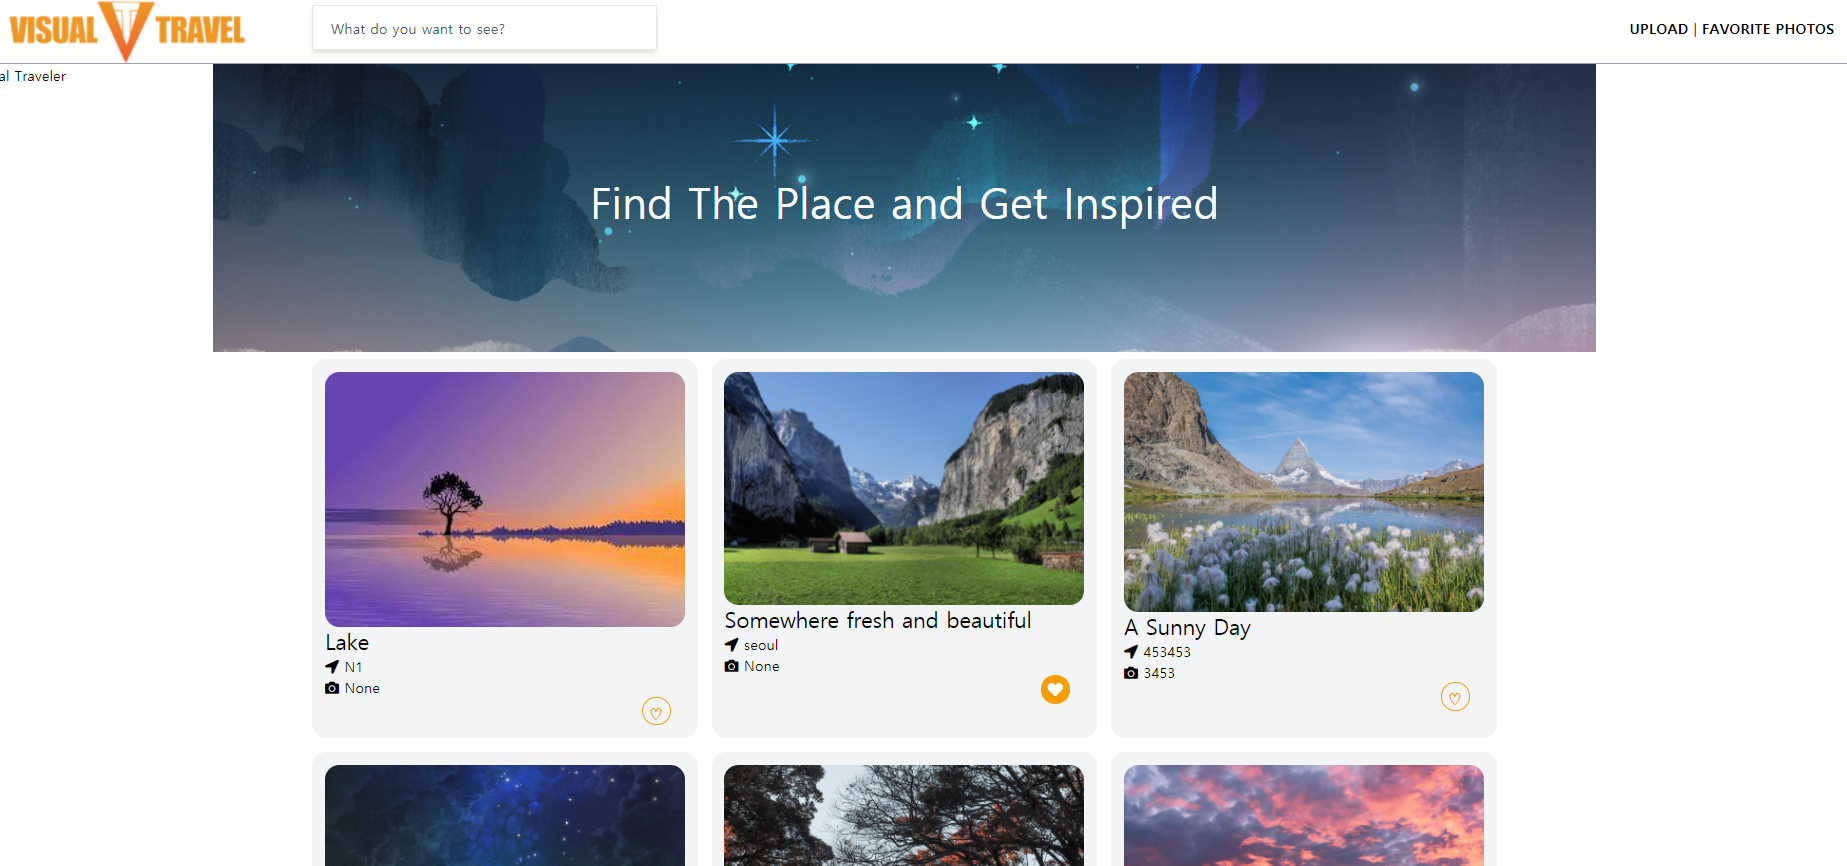 VISUAL T TRAVEL
What do you want to see?
UPLOAD | FAVORITE PHOTOS
al Traveler
Find The Place and Get Inspired
Lake
N1
None
Somewhere fresh and beautiful
seoul
None
A Sunny Day
453453
3453